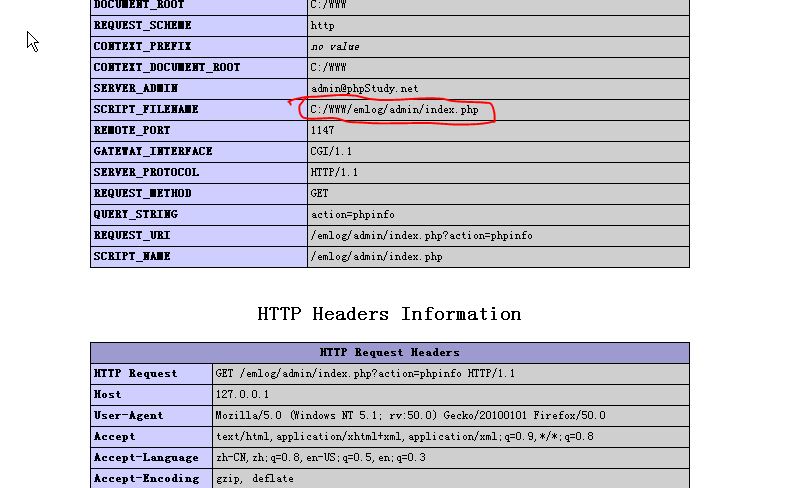 DOCUMENT_ROOT C:/WWW
REQUEST_SCHEME http
CONTEXT_PREFIX no value
CONTEXT_DOCUMENT_ROOT C:/WWW
SERVER_ADMIN admin@phpStudy.net
SCRIPT_FILENAME C:/WWW/emlog/admin/index.php
REMOTE_PORT 1147
GATEWAY_INTERFACE CGI/1.1
SERVER_PROTOCOL HTTP/1.1
REQUEST_METHOD GET
QUERY_STRING action=phpinfo
REQUEST_URI /emlog/admin/index.php?action=phpinfo
SCRIPT_NAME /emlog/admin/index.php
HTTP Headers Information
HTTP Request Headers
HTTP Request GET /emlog/admin/index.php?action=phpinfo HTTP/1.1
Host 127.0.0.1
User-Agent Mozilla/5.0 (Windows NT 5.1; rv:50.0) Gecko/20100101 Firefox/50.0
Accept text/html,application/xhtml+xml,application/xml;q=0.9,*/*;q=0.8
Accept-Language zh-CN,zh;q=0.8,en-US;q=0.5,en;q=0.3
Accept-Encoding gzip, deflate